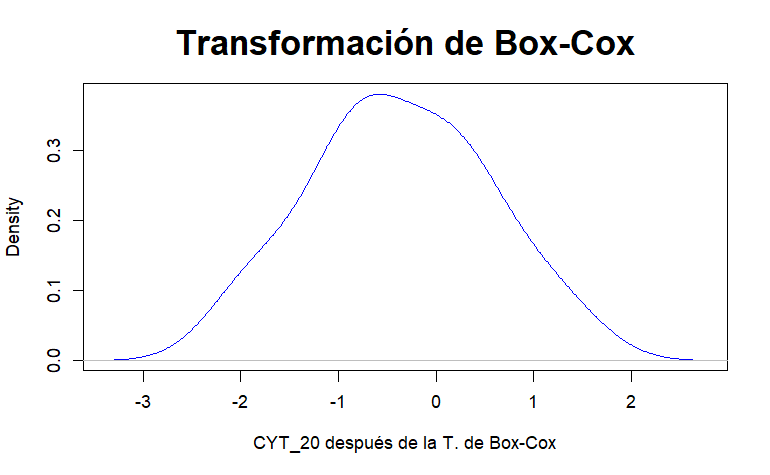 Transformación de Box-Cox
Density
0.3
0.2
0.1
0.0
-3 -2 -1 0 1 2
CYT_20 después de la T. de Box-Cox